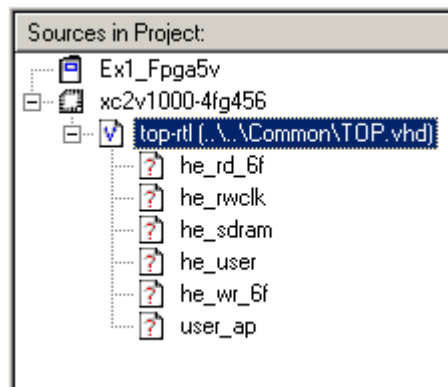 Sources in Project:
Ex1_Fpga5v
xc2v1000-4fg456
top-rtl (..\..\Common\TOP.vhd)
he_rd_6f
he_rwclk
he_sdram
he_user
he_wr_6f
user_ap